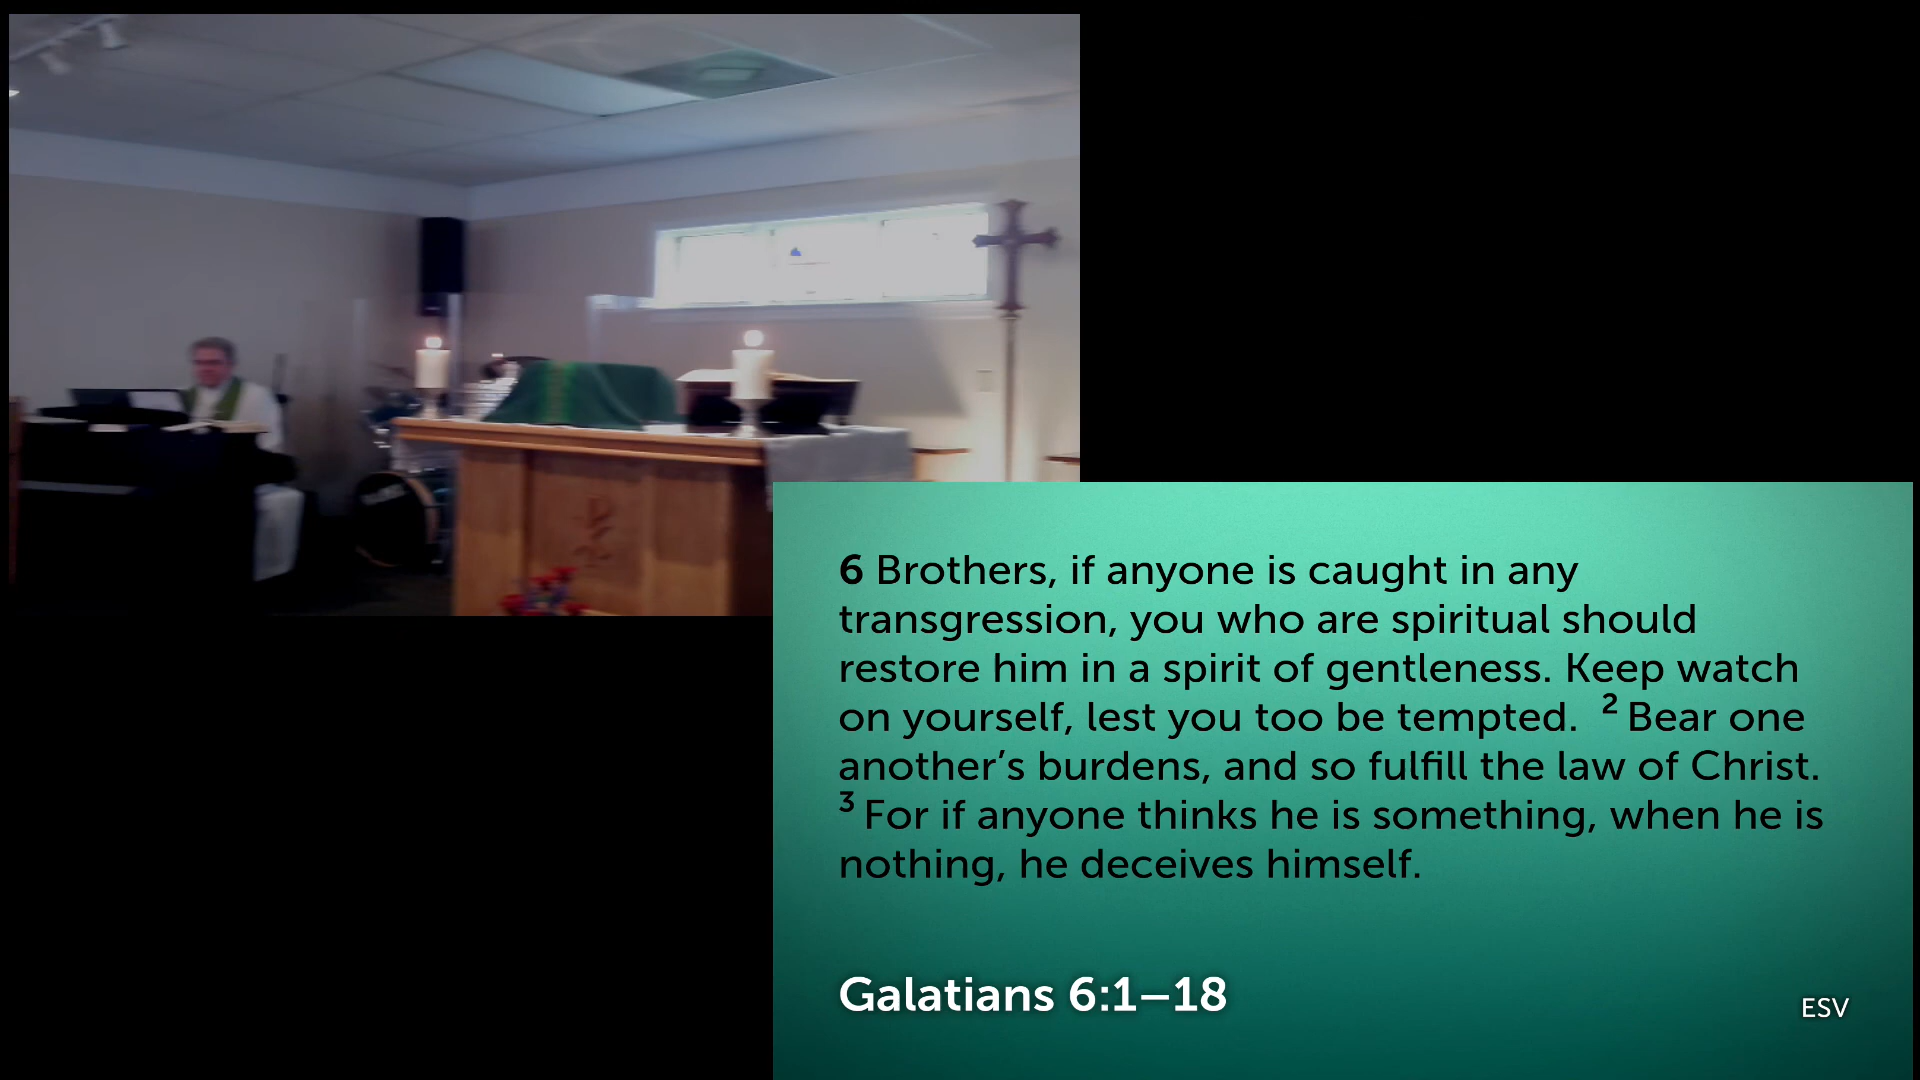 6 Brothers, if anyone is caught in any
transgression, you who are spiritual should
restore him in a spirit of gentleness. Keep watch
on yourself, lest you too be tempted. 2 Bear one
another’s burdens, and so fulfill the law of Christ.
3 For if anyone thinks he is something, when he is
nothing, he deceives himself.
Galatians 6:1–18
ESV